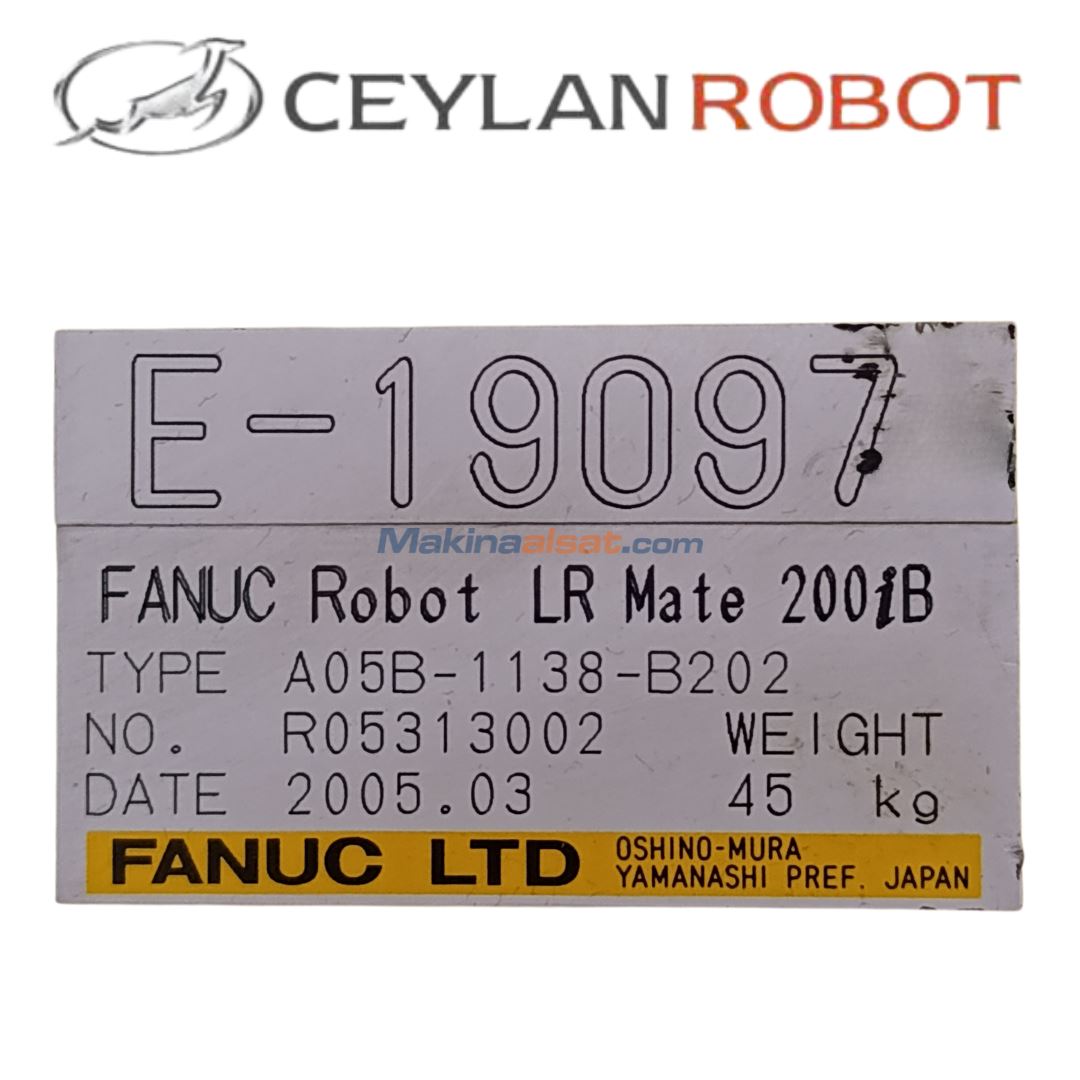 CEYLAN ROBOT
E-19097
Makinaalsat.com
FANUC Robot LR Mate 200iB
TYPE A05B-1138-B202
NO. R05313002 WEIGHT
DATE 2005.03 45 kg
FANUC LTD OSHINO-MURA
YAMANASHI PREF. JAPAN